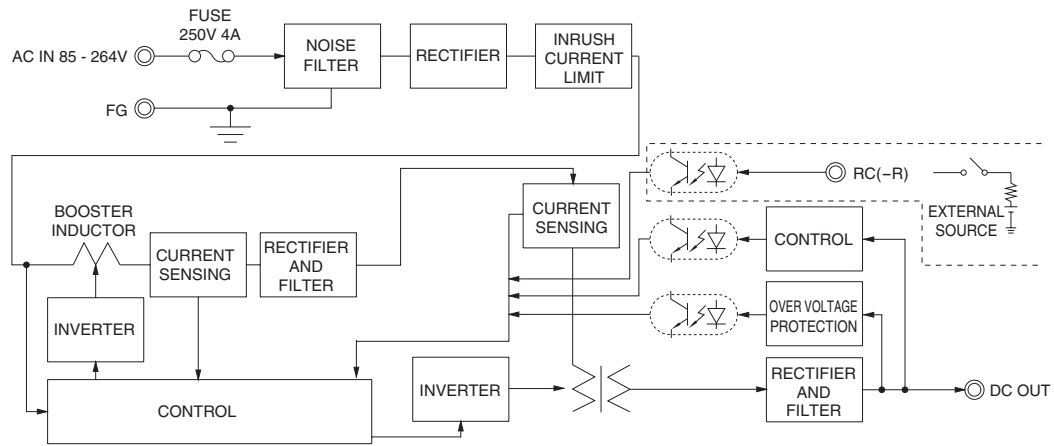 FUSE
250V 4A
AC IN 85 - 264V
NOISE
FILTER
RECTIFIER
INRUSH
CURRENT
LIMIT
FG
RC(−R)
EXTERNAL
SOURCE
BOOSTER
INDUCTOR
CURRENT
SENSING
RECTIFIER
AND
FILTER
CURRENT
SENSING
CONTROL
INVERTER
OVER VOLTAGE
PROTECTION
CONTROL
INVERTER
RECTIFIER
AND
FILTER
DC OUT